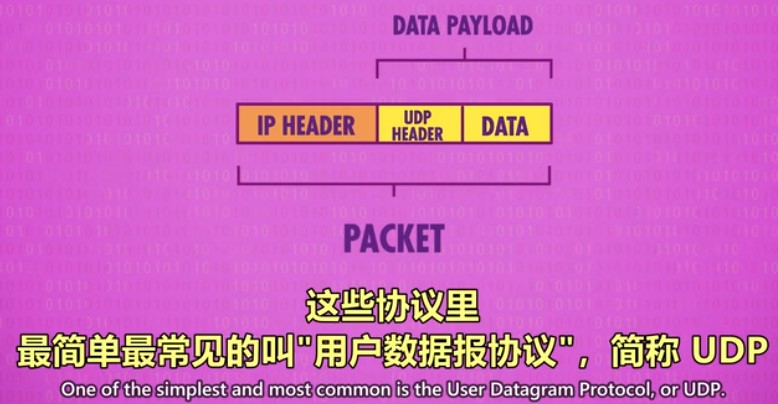 DATA PAYLOAD
IP HEADER
UDP
HEADER
DATA
PACKET
这些协议里
最简单最常见的叫"用户数据报协议"，简称 UDP
One of the simplest and most common is the User Datagram Protocol, or UDP.